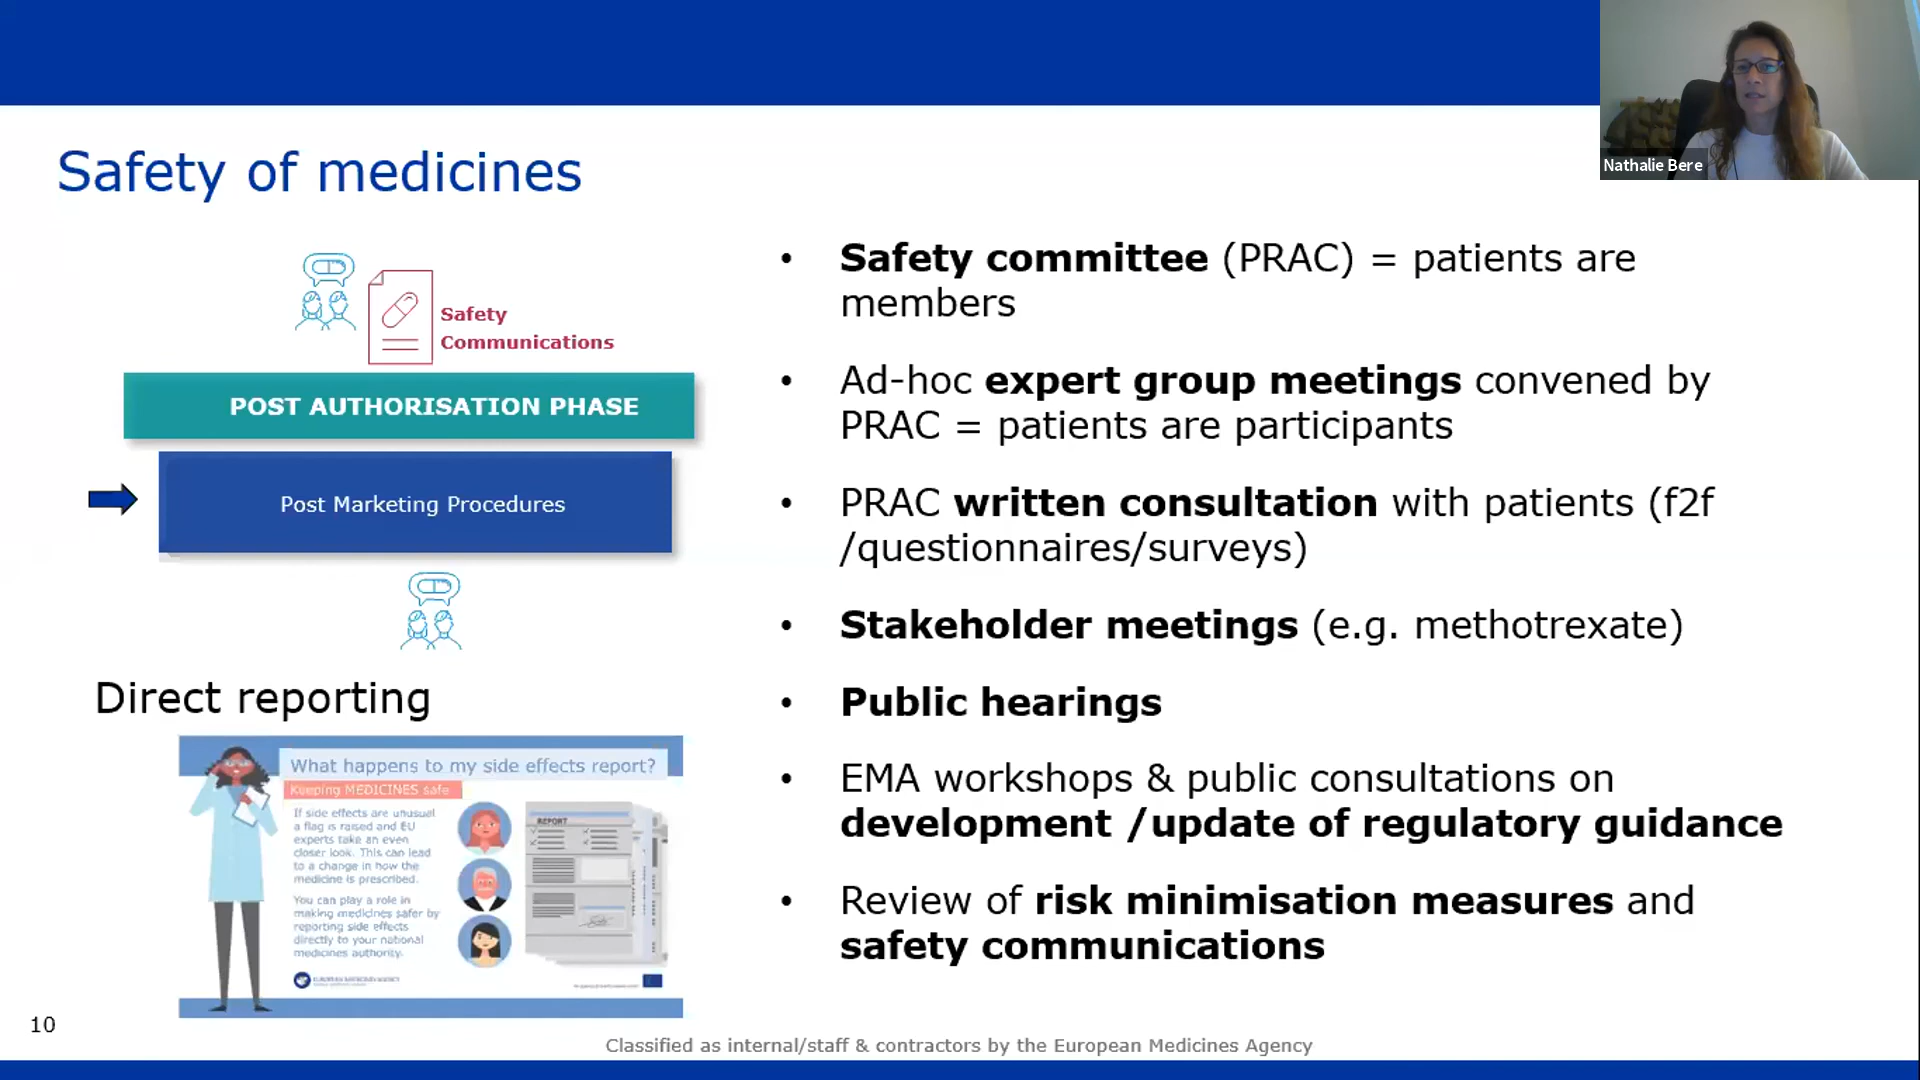 Nathalie Bere
Safety of medicines
Safety
Communications
POST AUTHORISATION PHASE
Post Marketing Procedures
Direct reporting
What happens to my side effects report?
Keeping MEDICINES safe
If side effects are unusual
a flag is raised and EU
experts take an even
closer look. This can lead
to a change in how the
medicine is prescribed.
You can play a role in
making medicines safer by
reporting side effects
directly to your national
medicines authority.
REPORT
EUROPEAN MEDICINES AGENCY
• Safety committee (PRAC) = patients are
members
• Ad-hoc expert group meetings convened by
PRAC = patients are participants
• PRAC written consultation with patients (f2f
/questionnaires/surveys)
• Stakeholder meetings (e.g. methotrexate)
• Public hearings
• EMA workshops & public consultations on
development /update of regulatory guidance
• Review of risk minimisation measures and
safety communications
10
Classified as internal/staff & contractors by the European Medicines Agency